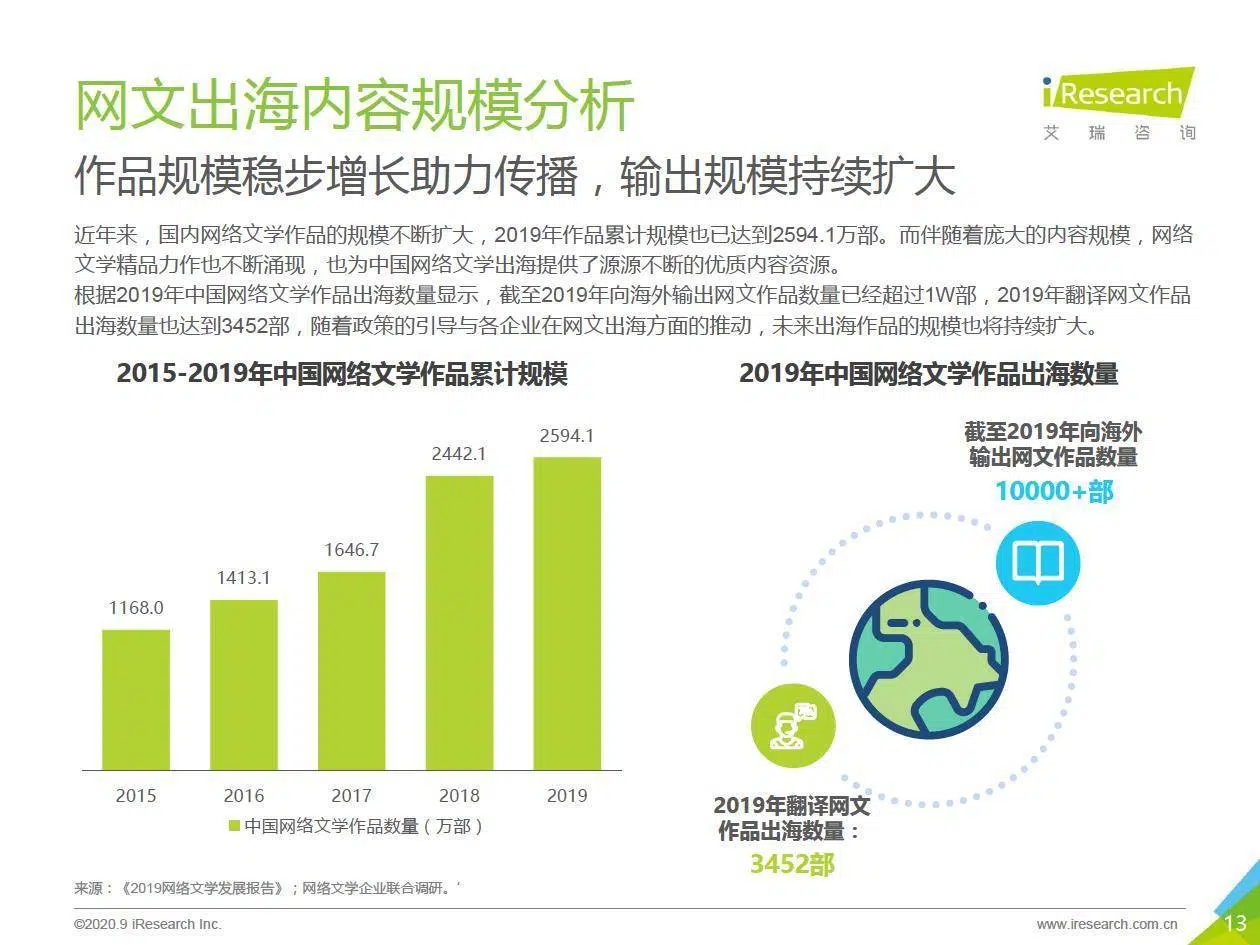 网文出海内容规模分析
iResearch
艾瑞咨询
作品规模稳步增长助力传播，输出规模持续扩大
近年来，国内网络文学作品的规模不断扩大，2019年作品累计规模也已达到2594.1万部。而伴随着庞大的内容规模，网络
文学精品力作也不断涌现，也为中国网络文学出海提供了源源不断的优质内容资源。
根据2019年中国网络文学作品出海数量显示，截至2019年向海外输出网文作品数量已经超过1W部，2019年翻译网文作品
出海数量也达到3452部，随着政策的引导与各企业在网文出海方面的推动，未来出海作品的规模也将持续扩大。
2015-2019年中国网络文学作品累计规模
1168.0
1413.1
1646.7
2442.1
2594.1
2015 2016 2017 2018 2019
中国网络文学作品数量（万部）
2019年中国网络文学作品出海数量
截至2019年向海外
输出网文作品数量
10000+部
2019年翻译网文
作品出海数量：
3452部
来源：《2019网络文学发展报告》；网络文学企业联合调研。
©2020.9 iResearch Inc.
www.iresearch.com.cn
13